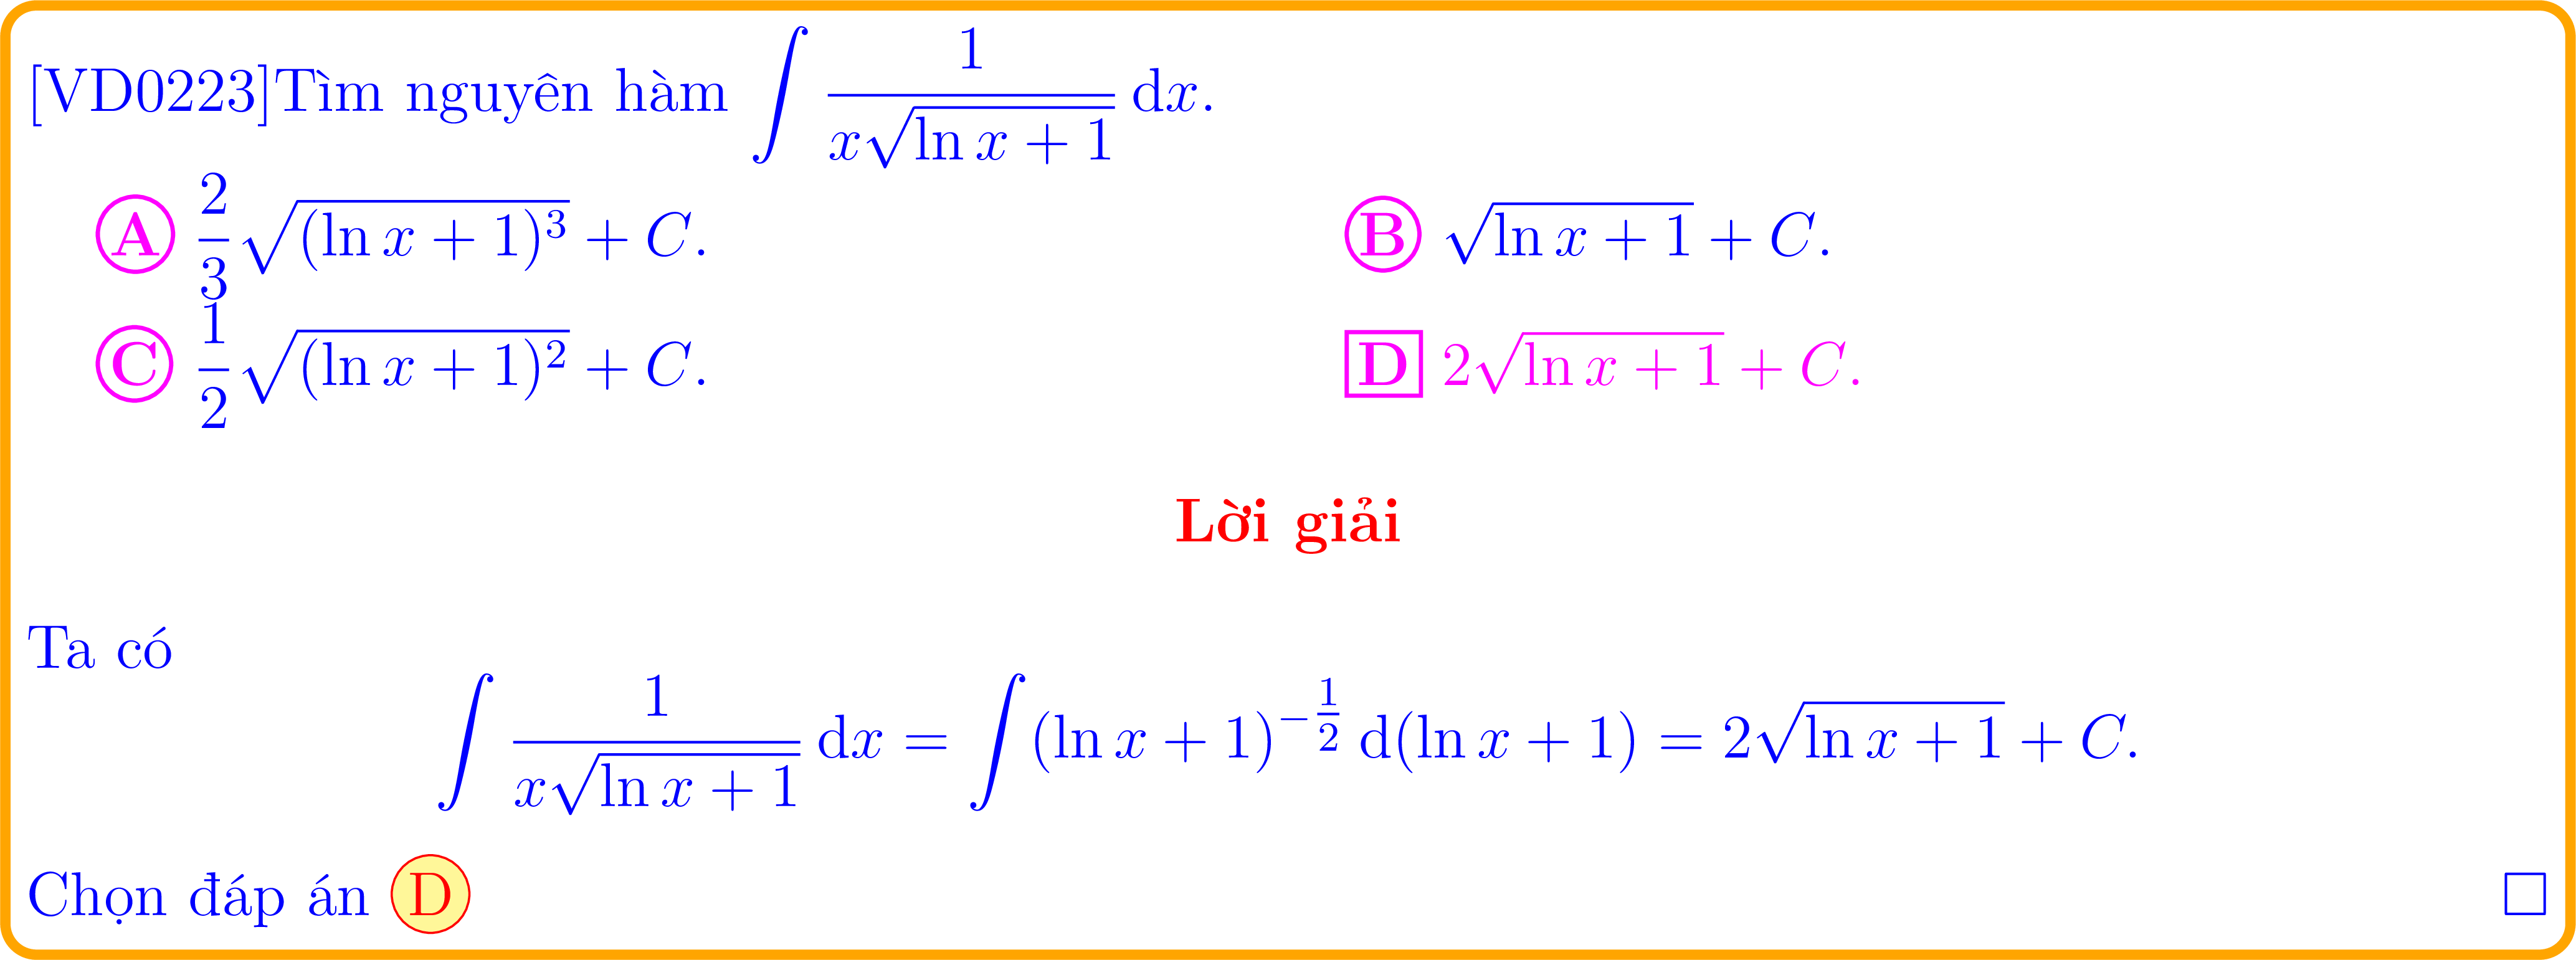 [VD0223]Tìm nguyên hàm $\int \frac{1}{x\sqrt{\ln x + 1}} \, \mathrm{d}x$.
A $\frac{2}{3}\sqrt{(\ln x + 1)^3} + C$. B $\sqrt{\ln x + 1} + C$.
C $\frac{1}{2}\sqrt{(\ln x + 1)^2} + C$. D $2\sqrt{\ln x + 1} + C$.
Lời giải
Ta có
$\int \frac{1}{x\sqrt{\ln x + 1}} \, \mathrm{d}x = \int (\ln x + 1)^{-\frac{1}{2}} \, \mathrm{d}(\ln x + 1) = 2\sqrt{\ln x + 1} + C$.
Chọn đáp án D □